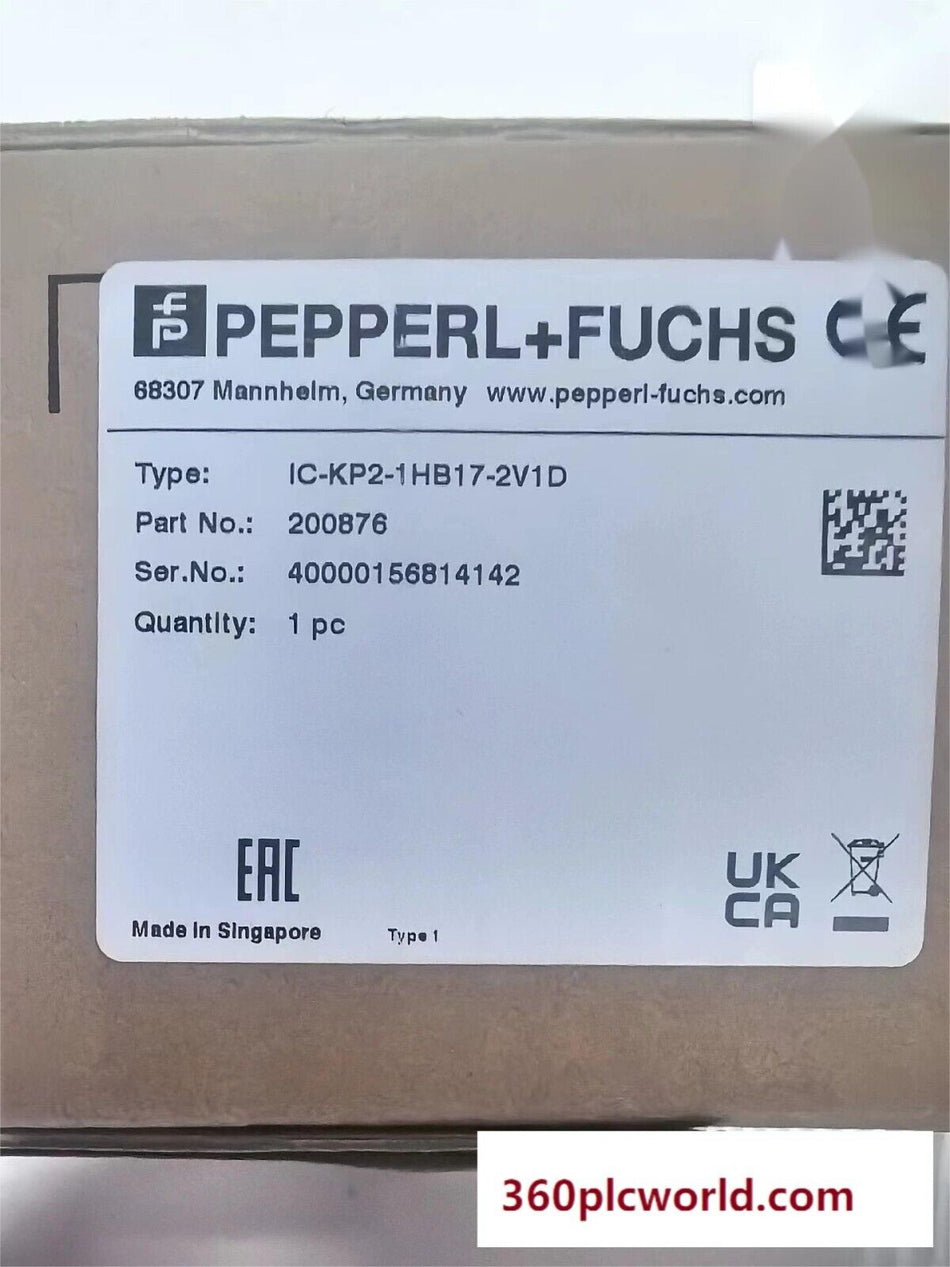 PEPPERL+FUCHS CE
68307 Mannheim, Germany www.pepperl-fuchs.com
Type: IC-KP2-1HB17-2V1D
Part No.: 200876
Ser.No.: 40000156814142
Quantity: 1 pc
EAC
UK
CA
Made in Singapore Type 1
360plcworld.com